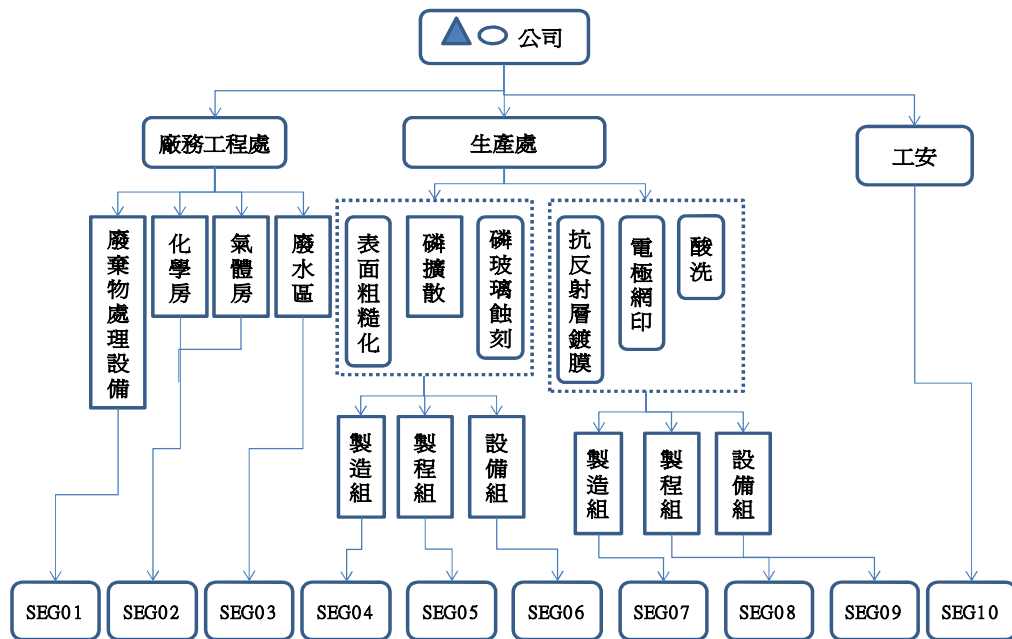 公司
廠務工程處
生產處
工安
廢棄物處理設備
化學房
氣體房
廢水區
表面粗糙化
磷擴散
磷玻璃蝕刻
抗反射層鍍膜
電極網印
酸洗
製造組
製程組
設備組
製造組
製程組
設備組
SEG01
SEG02
SEG03
SEG04
SEG05
SEG06
SEG07
SEG08
SEG09
SEG10